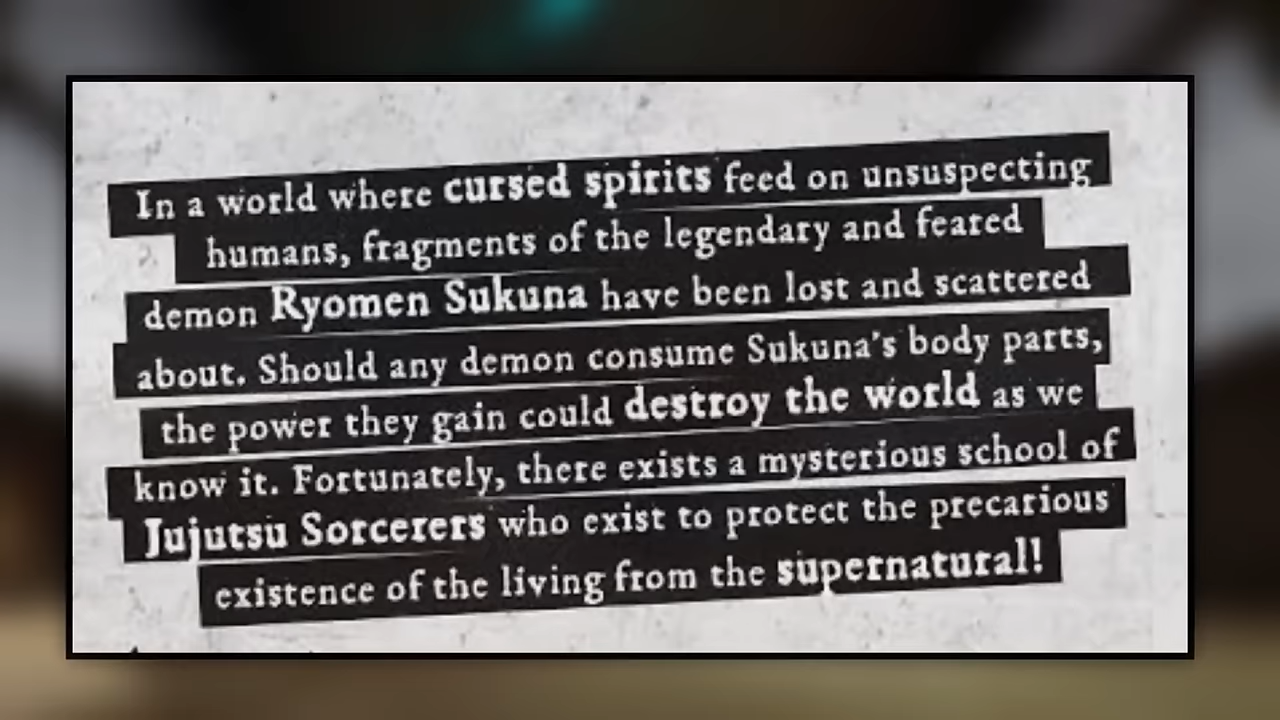 In a world where cursed spirits feed on unsuspecting
humans, fragments of the legendary and feared
demon Ryomen Sukuna have been lost and scattered
about. Should any demon consume Sukuna's body parts,
the power they gain could destroy the world as we
know it. Fortunately, there exists a mysterious school of
Jujutsu Sorcerers who exist to protect the precarious
existence of the living from the supernatural!